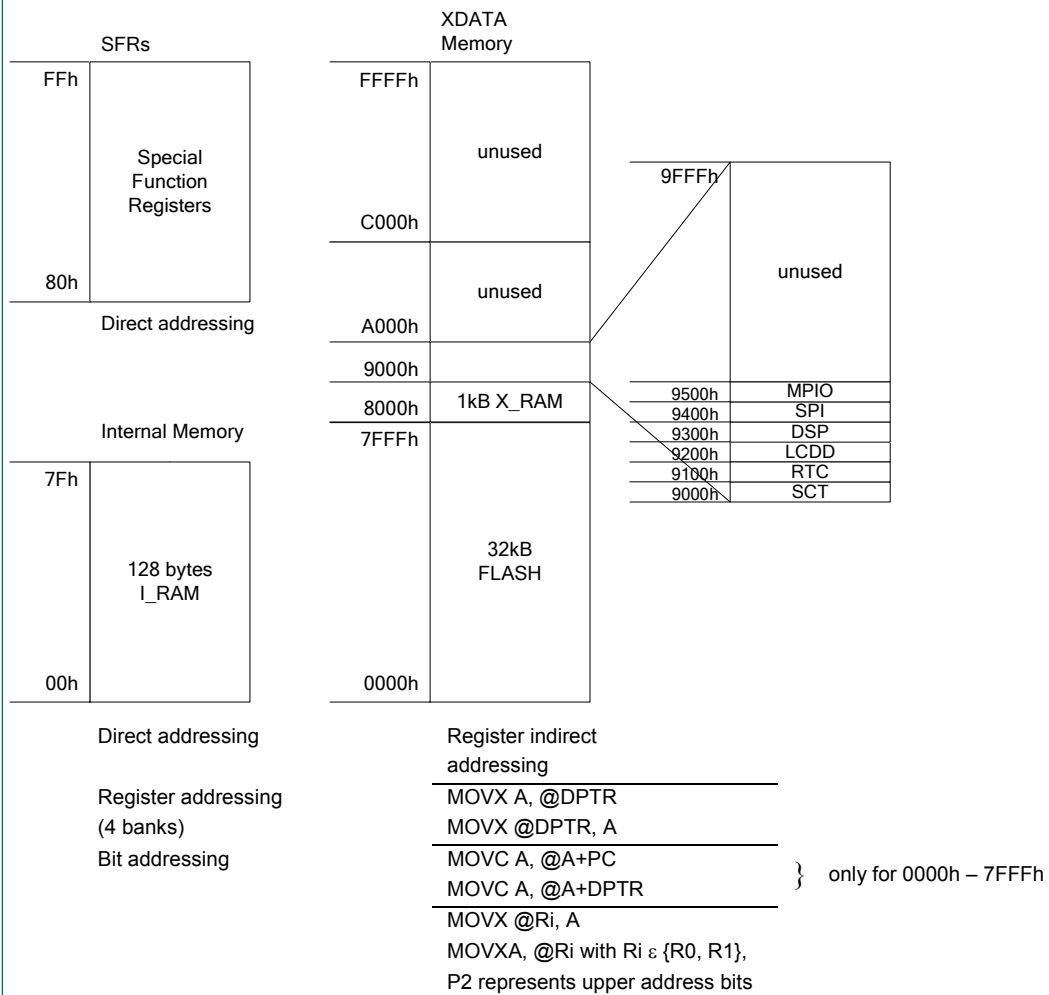 SFRs
FFh
Special
Function
Registers
80h
Direct addressing
Internal Memory
7Fh
128 bytes
I_RAM
00h
Direct addressing
Register addressing
(4 banks)
Bit addressing
XDATA
Memory
FFFFh
unused
C000h
unused
A000h
9000h
8000h
1kB X_RAM
7FFFh
32kB
FLASH
0000h
Register indirect
addressing
MOVX A, @DPTR
MOVX @DPTR, A
MOVC A, @A+PC
MOVC A, @A+DPTR
} only for 0000h – 7FFFh
MOVX @Ri, A
MOVXA, @Ri with Ri ε {R0, R1},
P2 represents upper address bits
9FFFh
unused
9500h MPIO
9400h SPI
9300h DSP
9200h LCDD
9100h RTC
9000h SCT